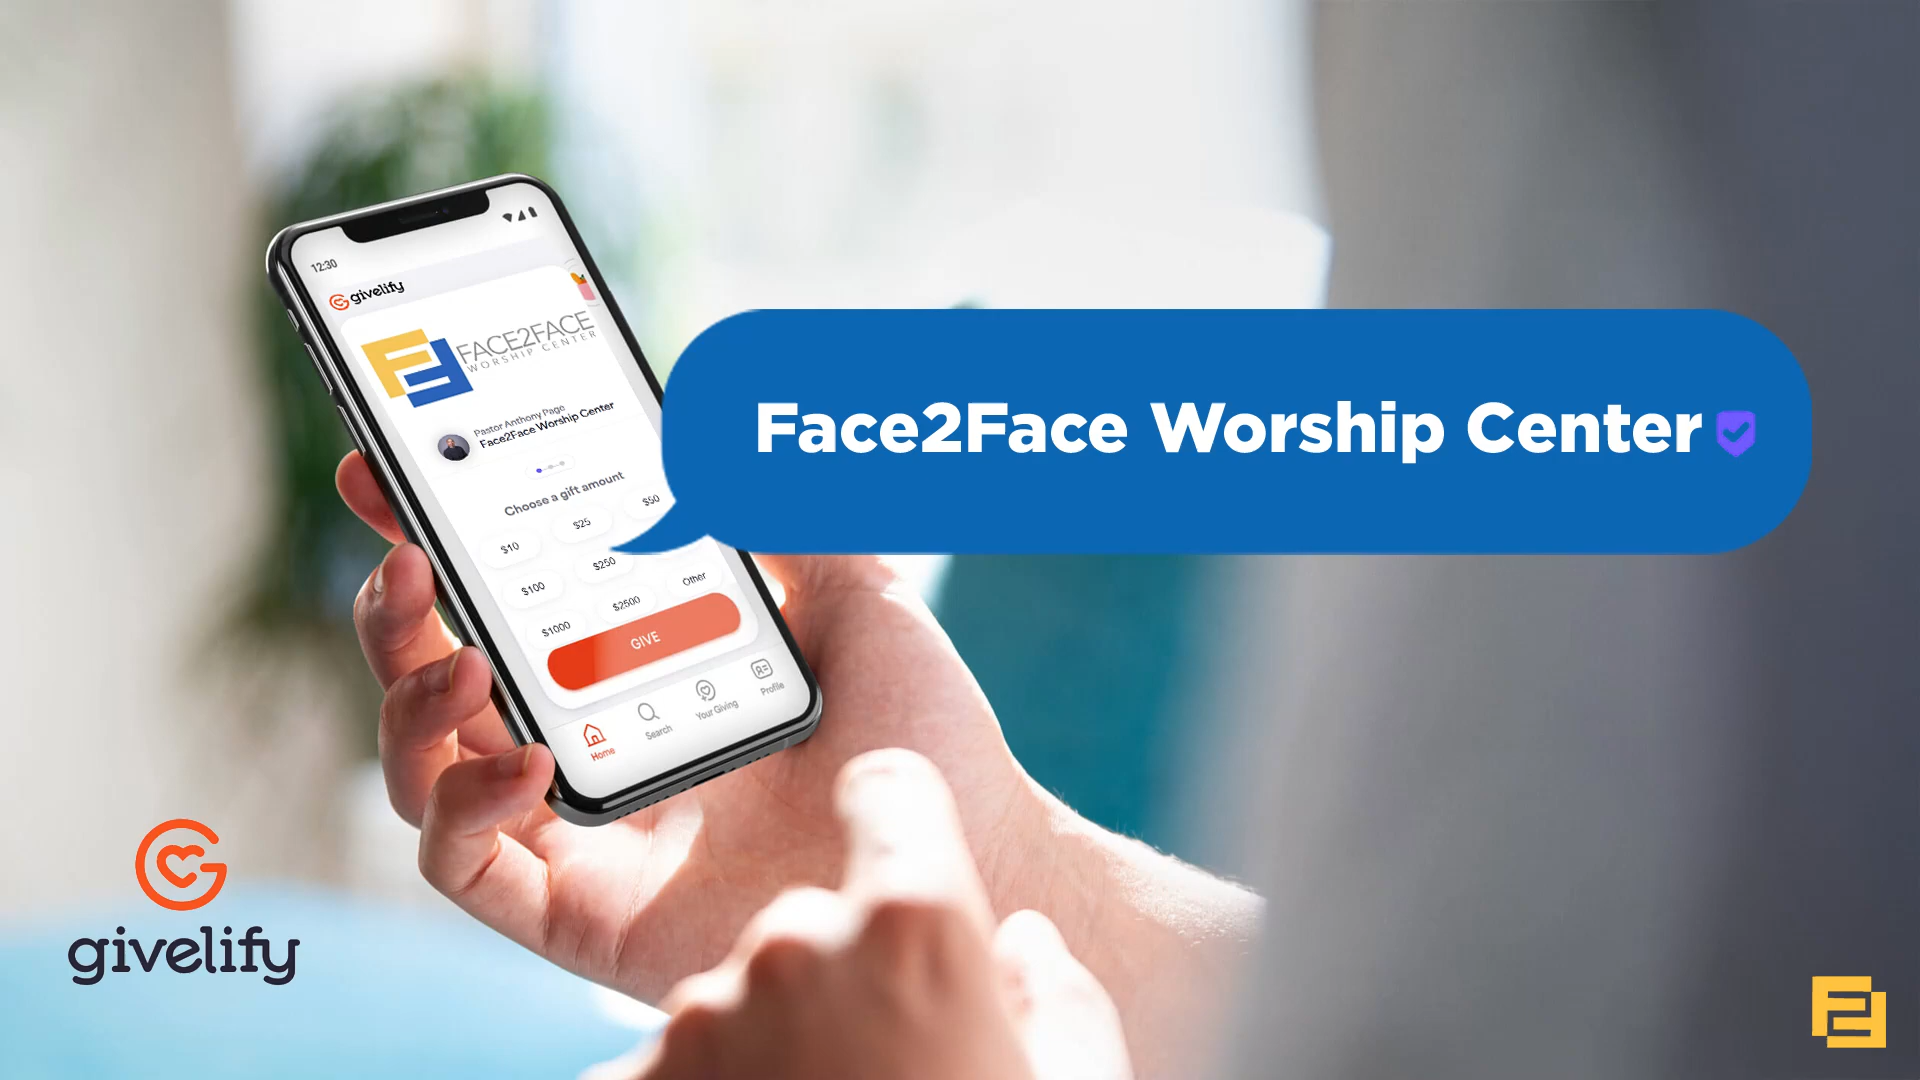 12:30
givelify
FACE2FACE
WORSHIP CENTER
Pastor Anthony Page
Face2Face Worship Center
Choose a gift amount
$10
$25
$50
$100
$250
$1000
$2500
Other
GIVE
Home
Search
Your Giving
Profile
Face2Face Worship Center
givelify